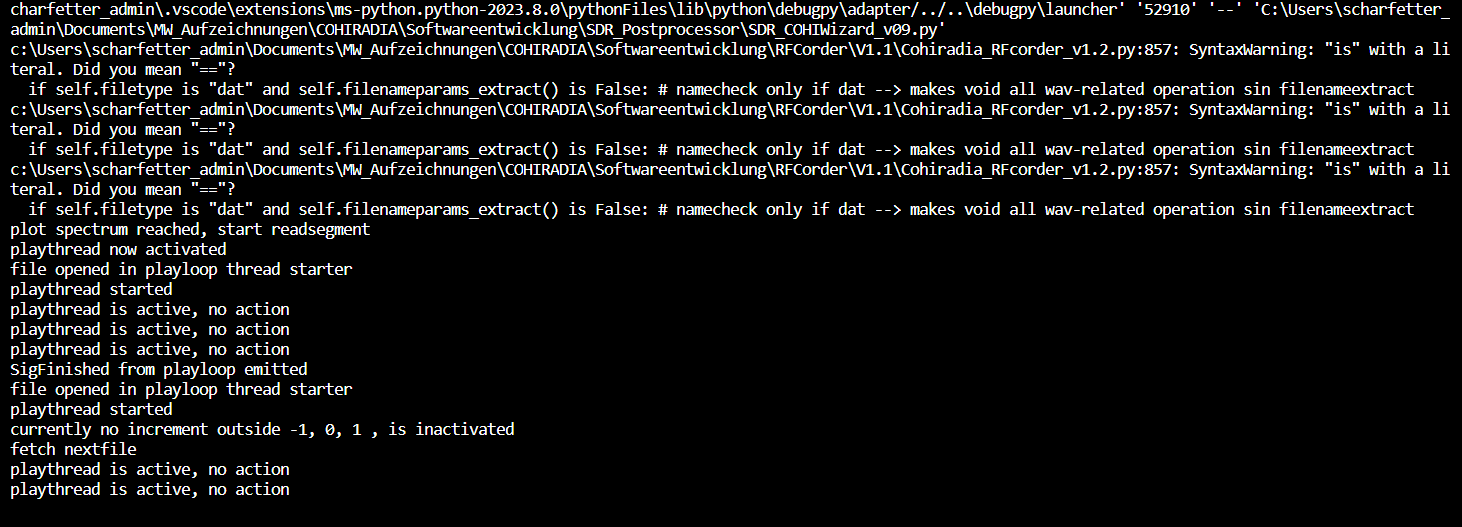 charfetter_admin\.vscode\extensions\ms-python.python-2023.8.0\pythonFiles\lib\python\debugpy\adapter/../..\debugpy\launcher' '52910' '--' 'C:\Users\scharfetter_
admin\Documents\MW_Aufzeichnungen\COHIRADIA\Softwareentwicklung\SDR_Postprocessor\SDR_COHIWizard_v09.py'
c:\Users\scharfetter_admin\Documents\MW_Aufzeichnungen\COHIRADIA\Softwareentwicklung\RFCorder\V1.1\Cohiradia_RFcorder_v1.2.py:857: SyntaxWarning: "is" with a li
teral. Did you mean "=="?
  if self.filetype is "dat" and self.filenameparams_extract() is False: # namecheck only if dat --> makes void all wav-related operation sin filenameextract
c:\Users\scharfetter_admin\Documents\MW_Aufzeichnungen\COHIRADIA\Softwareentwicklung\RFCorder\V1.1\Cohiradia_RFcorder_v1.2.py:857: SyntaxWarning: "is" with a li
teral. Did you mean "=="?
  if self.filetype is "dat" and self.filenameparams_extract() is False: # namecheck only if dat --> makes void all wav-related operation sin filenameextract
c:\Users\scharfetter_admin\Documents\MW_Aufzeichnungen\COHIRADIA\Softwareentwicklung\RFCorder\V1.1\Cohiradia_RFcorder_v1.2.py:857: SyntaxWarning: "is" with a li
teral. Did you mean "=="?
  if self.filetype is "dat" and self.filenameparams_extract() is False: # namecheck only if dat --> makes void all wav-related operation sin filenameextract
plot spectrum reached, start readsegment
playthread now activated
file opened in playloop thread starter
playthread started
playthread is active, no action
playthread is active, no action
playthread is active, no action
SigFinished from playloop emitted
file opened in playloop thread starter
playthread started
currently no increment outside -1, 0, 1 , is inactivated
fetch nextfile
playthread is active, no action
playthread is active, no action